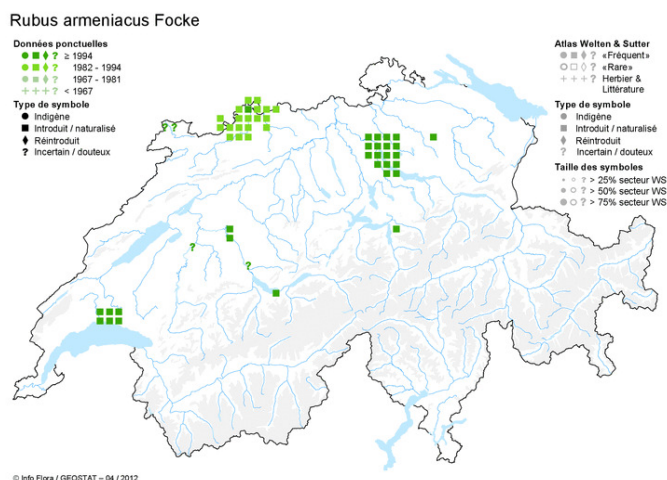 Rubus armeniacus Focke
Données ponctuelles
? ≥ 1994
? 1982 - 1994
? 1967 - 1981
+++? < 1967
Type de symbole
Indigène
Introduit / naturalisé
Réintroduit
? Incertain / douteux
Atlas Welten & Sutter
? «Fréquent»
? «Rare»
+++? Herbier &
Littérature
Type de symbole
Indigène
Introduit / naturalisé
Réintroduit
? Incertain / douteux
Taille des symboles
? > 25% secteur WS
? > 50% secteur WS
? > 75% secteur WS
? ?
?
?
© Info Flora / GEOSTAT – 04 / 2012